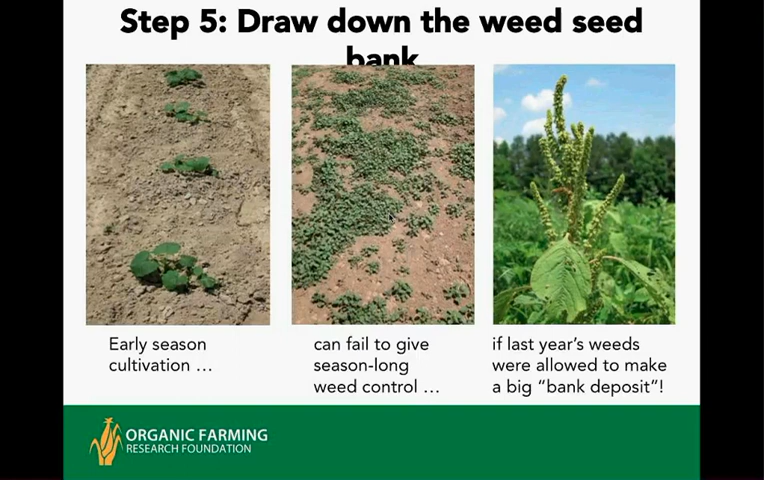 Step 5: Draw down the weed seed
bank
Early season
cultivation …
can fail to give
season-long
weed control …
if last year’s weeds
were allowed to make
a big “bank deposit”!
ORGANIC FARMING
RESEARCH FOUNDATION